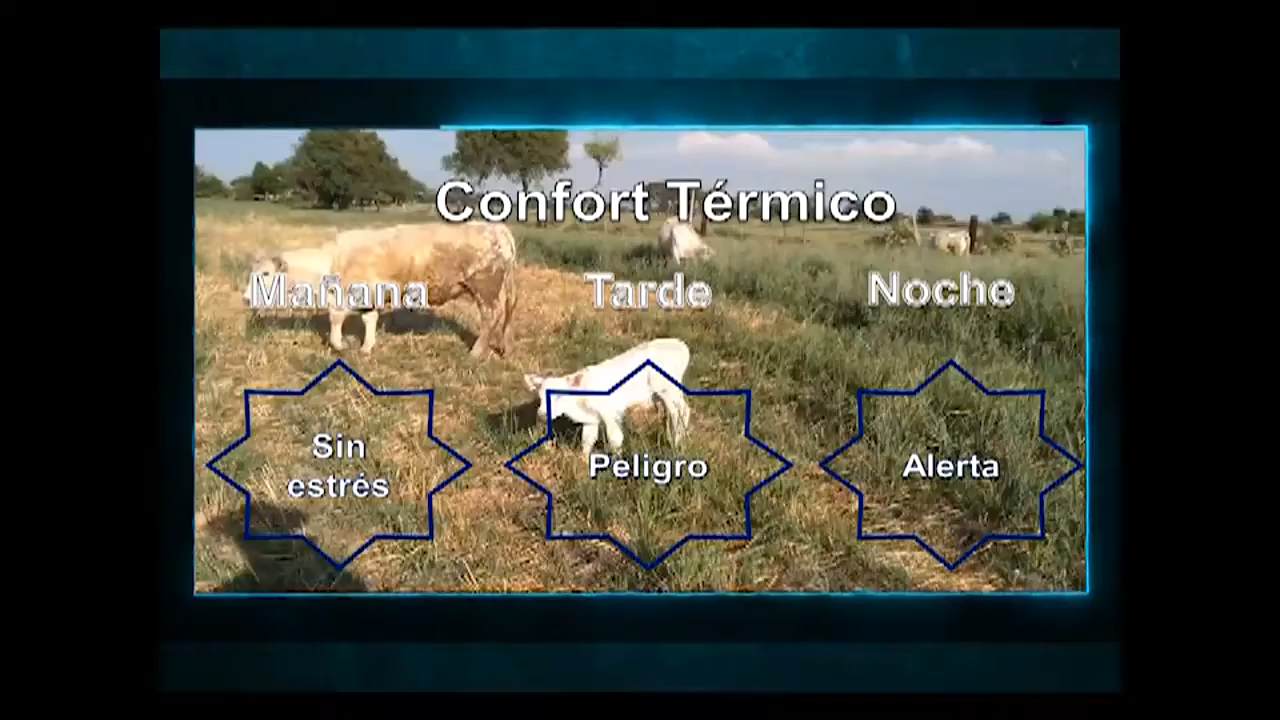 Confort Térmico
Mañana Tarde Noche
Sin
estrés
Peligro
Alerta